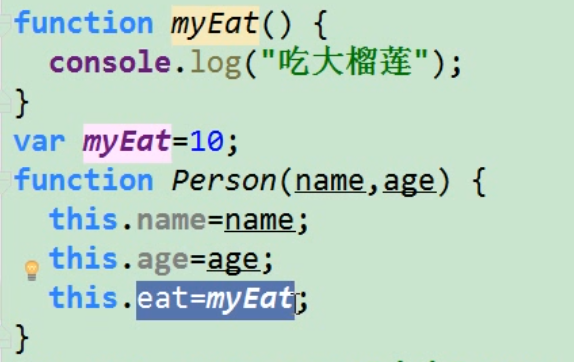 function myEat() {
  console.log("吃大榴莲");
}
var myEat=10;
function Person(name,age) {
  this.name=name;
  this.age=age;
  this.eat=myEat;
}